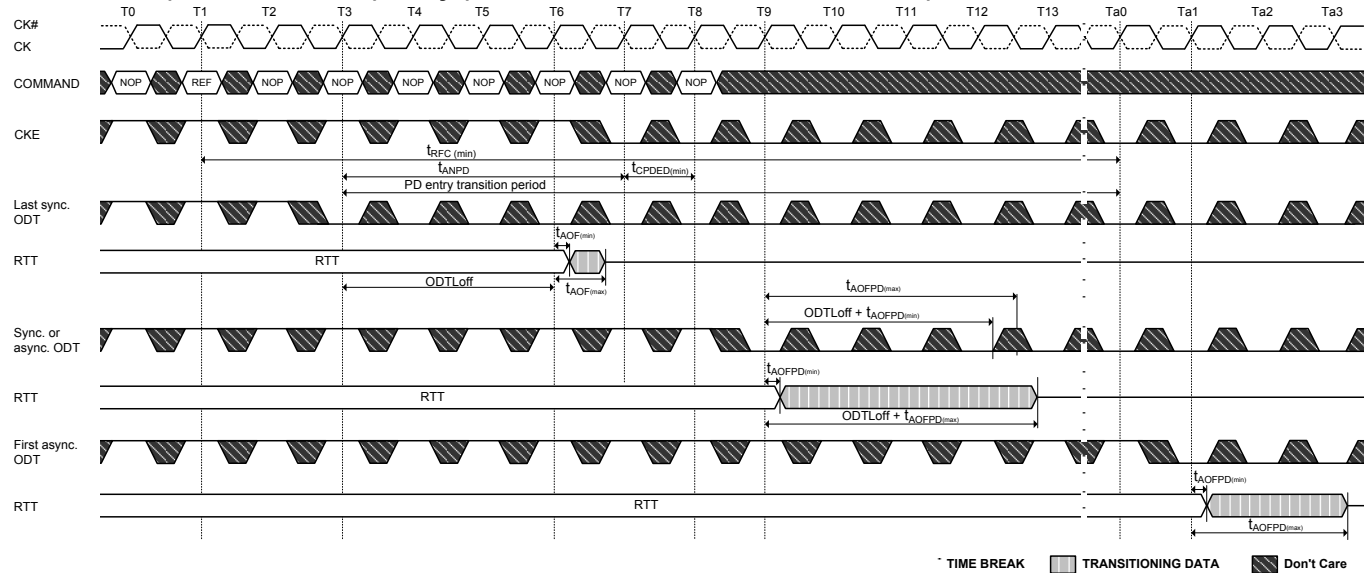 T0 T1 T2 T3 T4 T5 T6 T7 T8 T9 T10 T11 T12 T13 Ta0 Ta1 Ta2 Ta3
CK#
CK
COMMAND NOP REF NOP NOP NOP NOP NOP NOP NOP
CKE
tRFC (min)
tANPD tCPDED(min)
PD entry transition period
Last sync.
ODT
tAOF(min)
RTT RTT
ODTLoff tAOF(max)
tAOFPD(max)
ODTLoff + tAOFPD(min)
Sync. or
async. ODT
tAOFPD(min)
RTT RTT
ODTLoff + tAOFPD(max)
First async.
ODT
tAOFPD(min)
RTT RTT
tAOFPD(max)
TIME BREAK TRANSITIONING DATA Don't Care